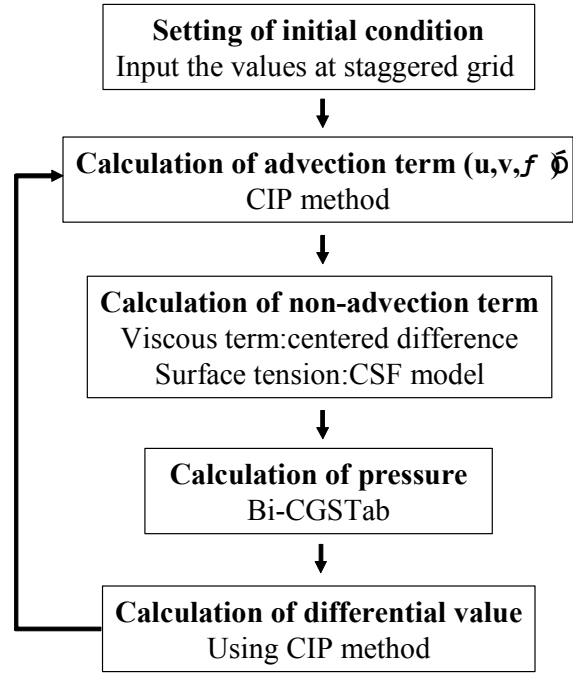 Setting of initial condition
Input the values at staggered grid
Calculation of advection term (u,v,f
CIP method
Calculation of non-advection term
Viscous term:centered difference
Surface tension:CSF model
Calculation of pressure
Bi-CGSTab
Calculation of differential value
Using CIP method